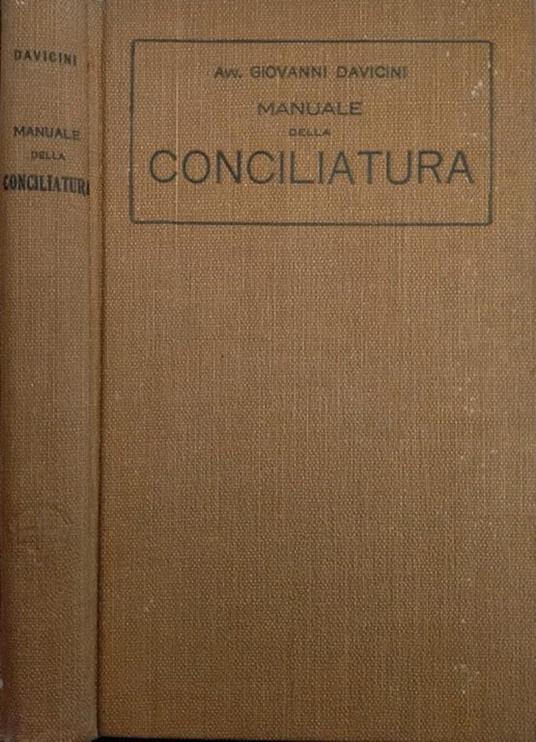 DAVICINI
MANUALE
DELLA
CONCILIATURA
Avv. GIOVANNI DAVICINI
MANUALE
DELLA
CONCILIATURA